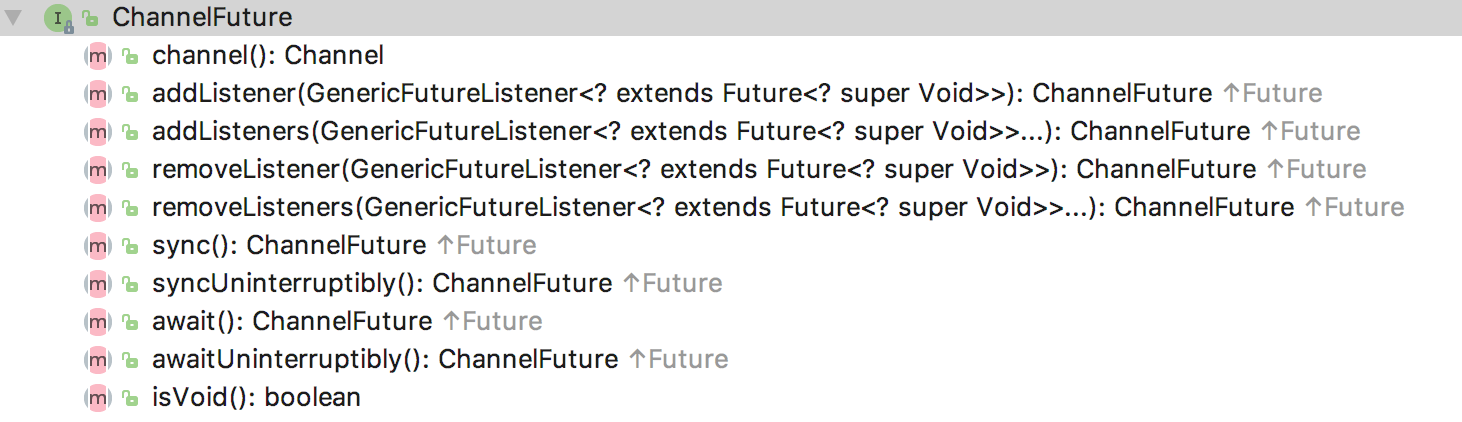 ChannelFuture
channel(): Channel
addListener(GenericFutureListener<? extends Future<? super Void>>): ChannelFuture ↑Future
addListeners(GenericFutureListener<? extends Future<? super Void>>...): ChannelFuture ↑Future
removeListener(GenericFutureListener<? extends Future<? super Void>>): ChannelFuture ↑Future
removeListeners(GenericFutureListener<? extends Future<? super Void>>...): ChannelFuture ↑Future
sync(): ChannelFuture ↑Future
syncUninterruptibly(): ChannelFuture ↑Future
await(): ChannelFuture ↑Future
awaitUninterruptibly(): ChannelFuture ↑Future
isVoid(): boolean